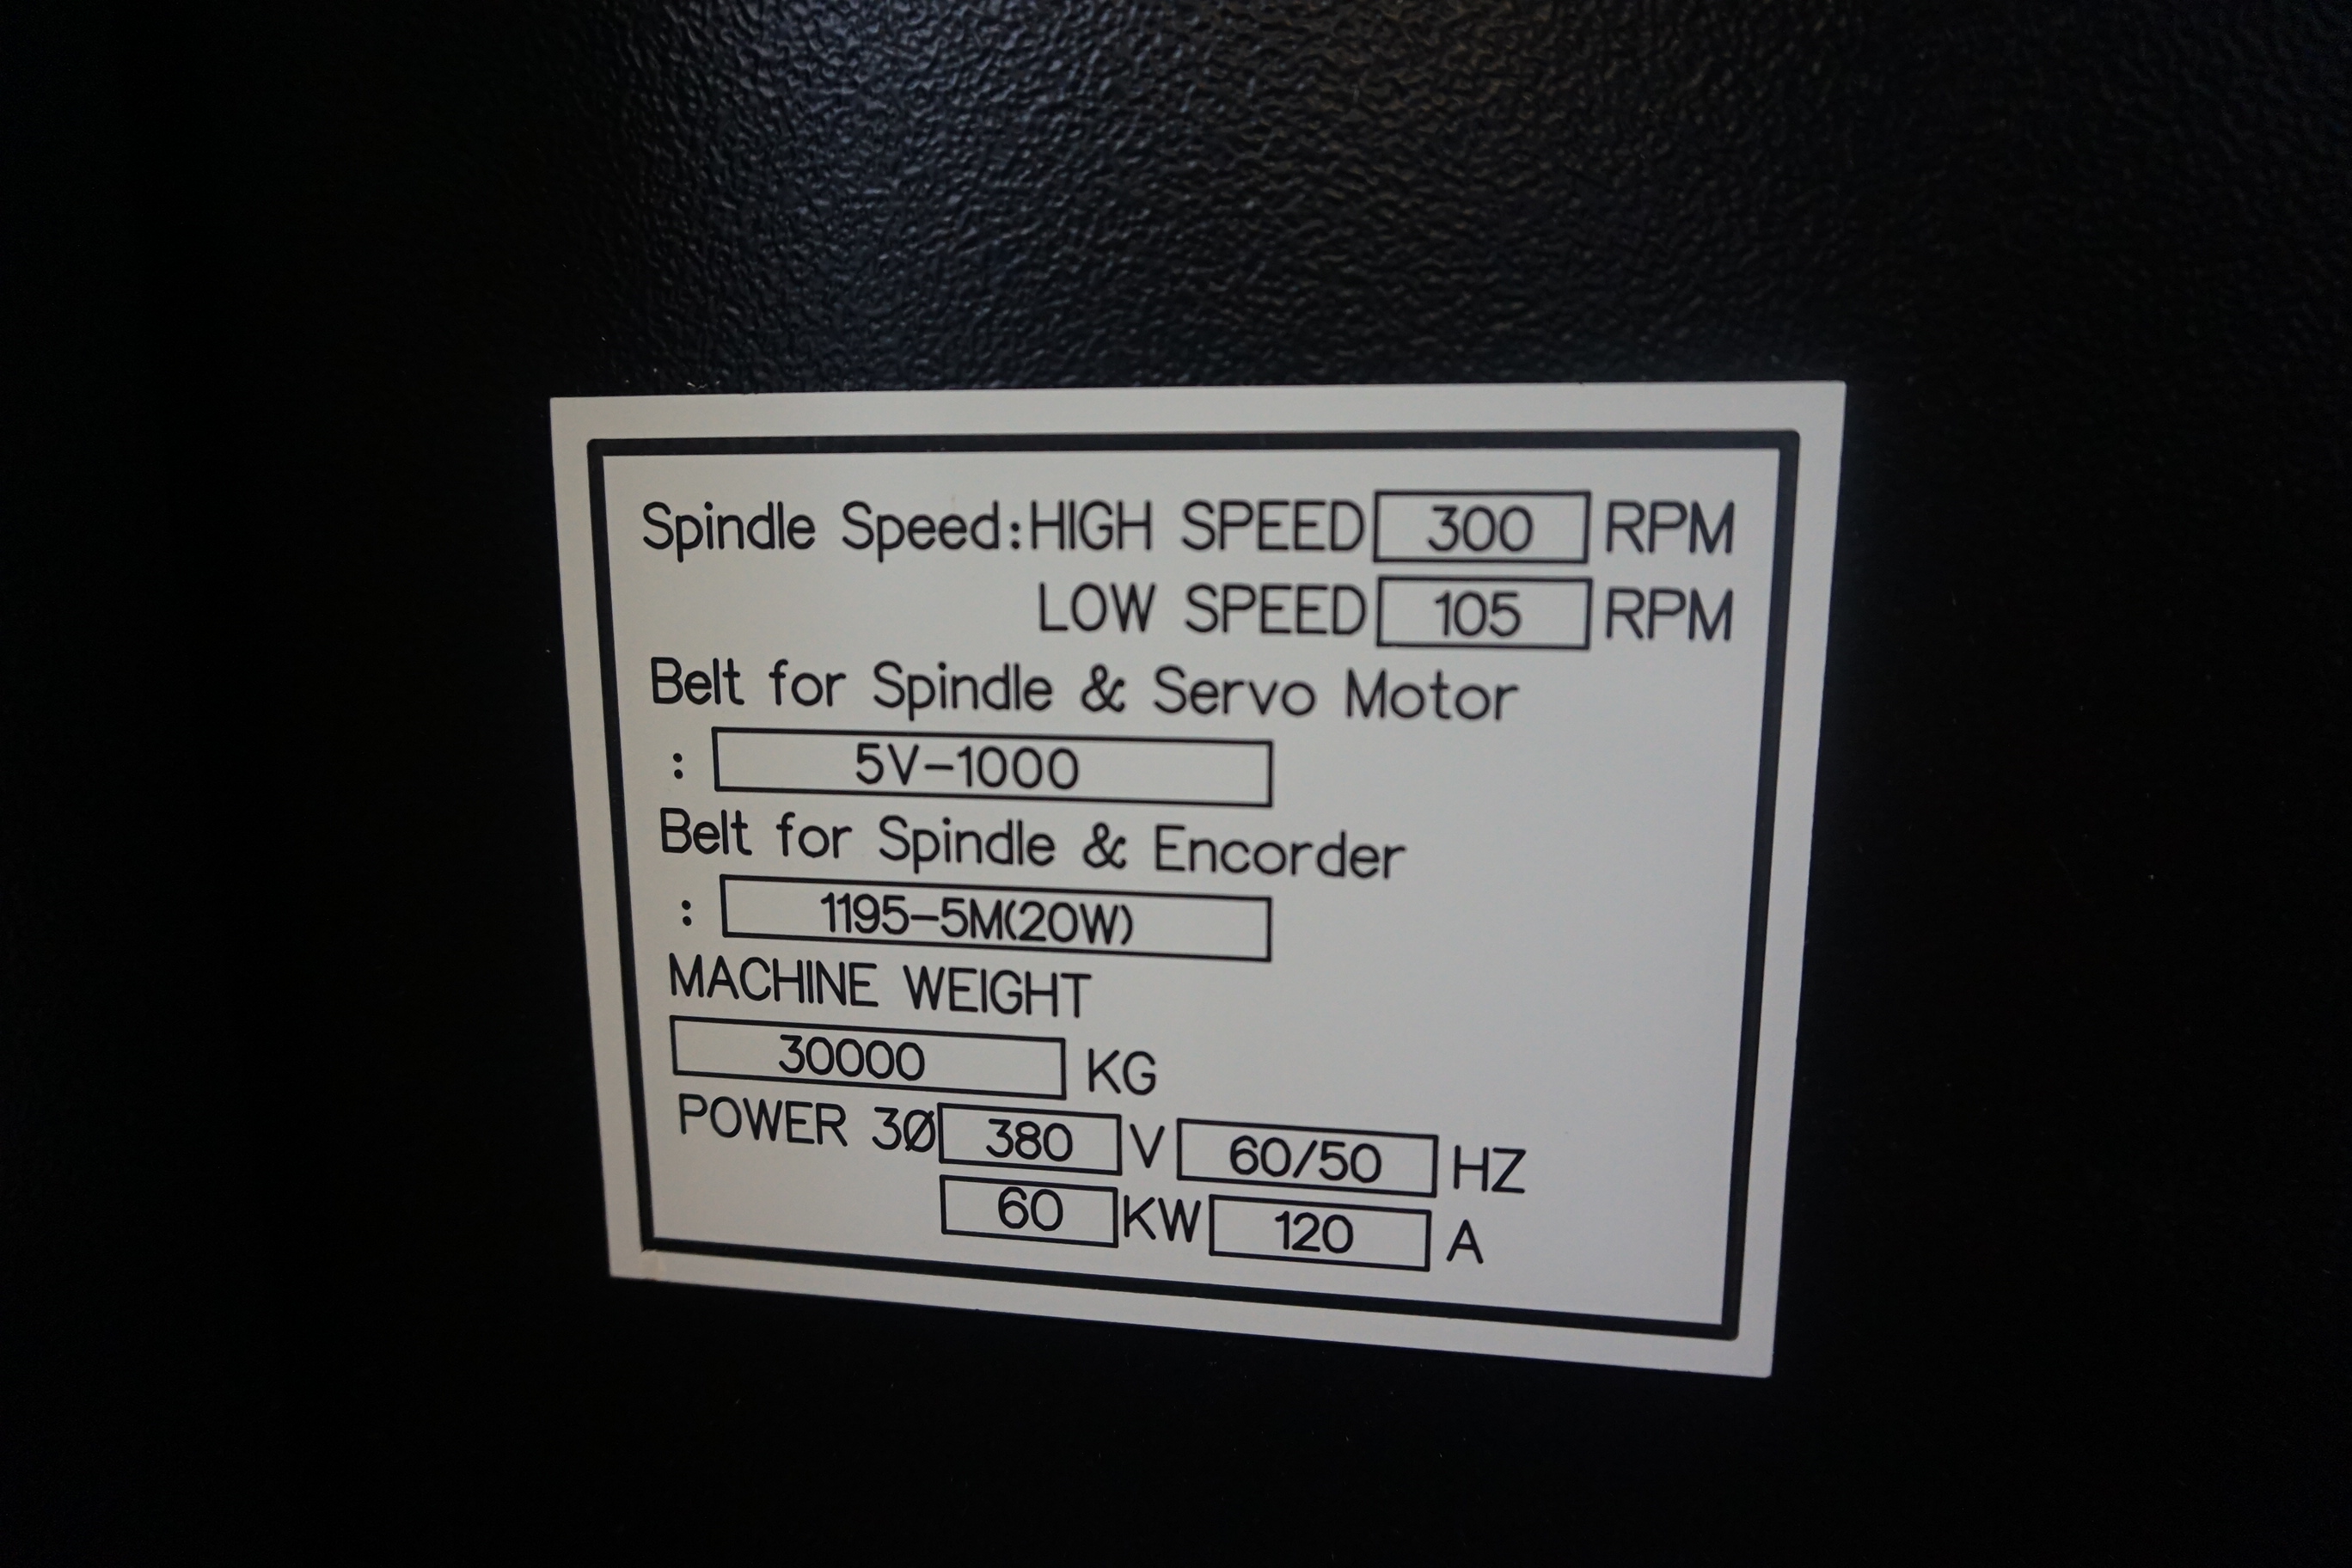 Spindle Speed:HIGH SPEED 300 RPM
LOW SPEED 105 RPM
Belt for Spindle & Servo Motor
: 5V-1000
Belt for Spindle & Encorder
: 1195-5M(20W)
MACHINE WEIGHT
30000 KG
POWER 3Ø 380 V 60/50 HZ
60 KW 120 A